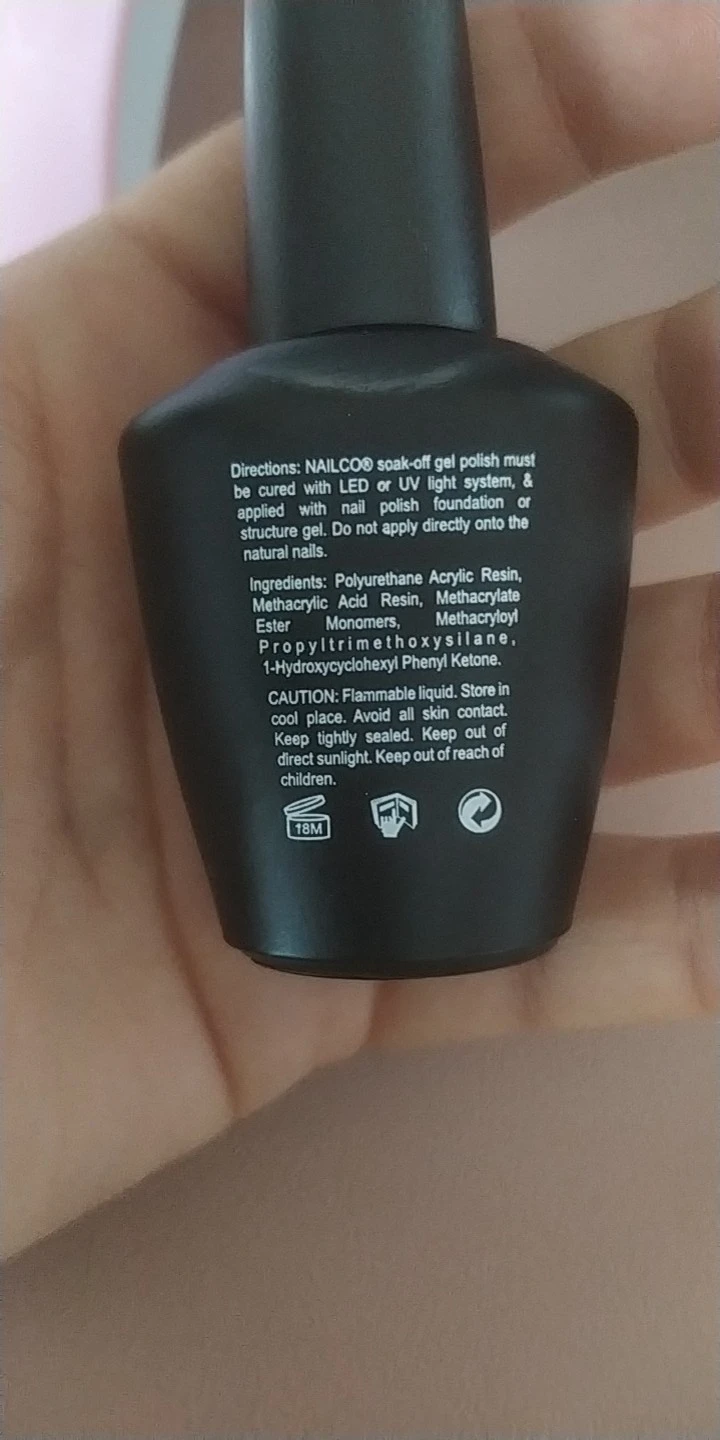 Directions: NAILCO® soak-off gel polish must
be cured with LED or UV light system, &
applied with nail polish foundation or
structure gel. Do not apply directly onto the
natural nails.
Ingredients: Polyurethane Acrylic Resin,
Methacrylic Acid Resin, Methacrylate
Ester Monomers, Methacryloyl
Propyltrimethoxysilane,
1-Hydroxycyclohexyl Phenyl Ketone.
CAUTION: Flammable liquid. Store in
cool place. Avoid all skin contact.
Keep tightly sealed. Keep out of
direct sunlight. Keep out of reach of
children.
18M